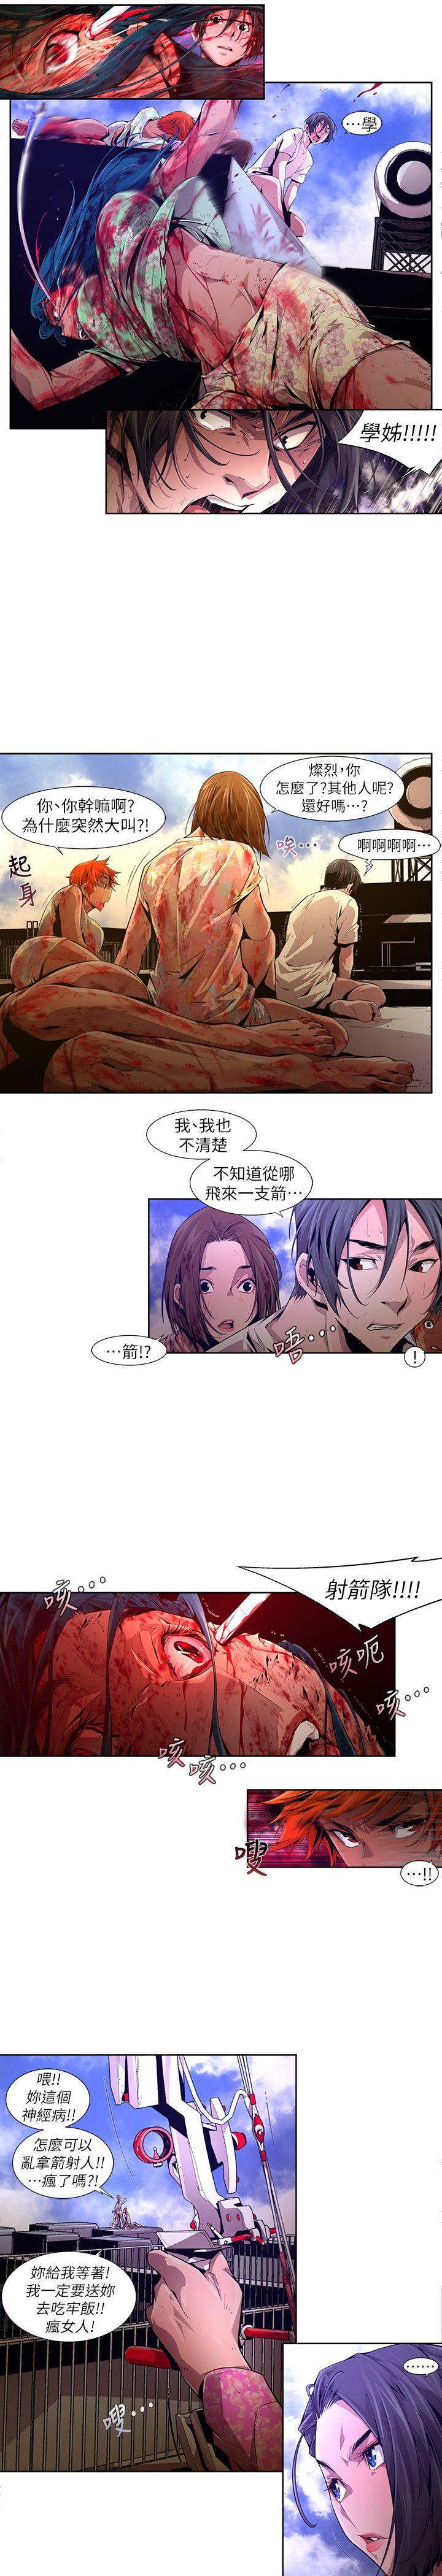 …學
學姊!!!!!
你、你幹嘛啊?
為什麼突然大叫?!
燦烈，你
怎麼了?其他人呢?
還好嗎…?
唉…
啊啊啊啊…
起身
我、我也
不清楚
不知道從哪
飛來一支箭…
…箭!?
唔…
!
射箭隊!!!!
咳…
咳呃
咳…
咳
咳…
嗖
…!!
喂!!
妳這個
神經病!!
怎麼可以
亂拿箭射人!!
…瘋了嗎?!
妳給我等著!
我一定要送妳
去吃牢飯!!
瘋女人!
嗖…
……